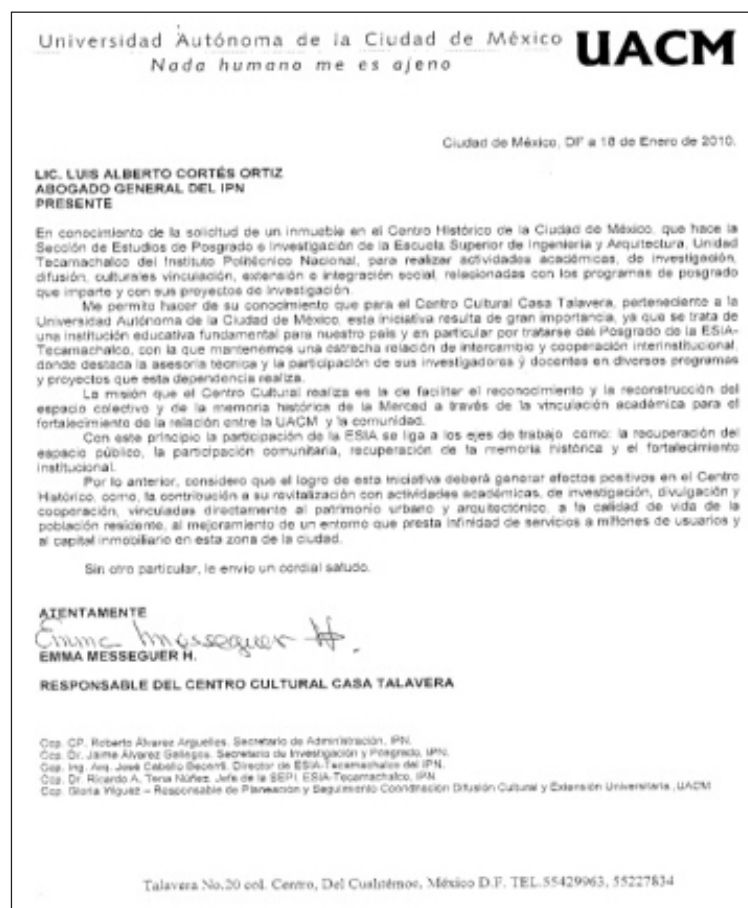 Universidad Autónoma de la Ciudad de México UACM
Nada humano me es ajeno
Ciudad de México, DF a 18 de Enero de 2010.
LIC. LUIS ALBERTO CORTÉS ORTIZ
ABOGADO GENERAL DEL IPN
PRESENTE
En conocimiento de la solicitud de un inmueble en el Centro Histórico de la Ciudad de México, que hace la
Sección de Estudios de Posgrado e Investigación de la Escuela Superior de Ingeniería y Arquitectura, Unidad
Tecamachalco del Instituto Politécnico Nacional, para realizar actividades académicas, de investigación,
difusión, culturales vinculación, extensión e integración social, relacionadas con los programas de posgrado
que imparte y con sus proyectos de investigación.
Me permito hacer de su conocimiento que para el Centro Cultural Casa Talavera, perteneciente a la
Universidad Autónoma de la Ciudad de México, esta iniciativa resulta de gran importancia, ya que se trata de
una institución educativa fundamental para nuestro país y en particular por tratarse del Posgrado de la ESIA-
Tecamachalco, con la que mantenemos una estrecha relación de intercambio y cooperación interinstitucional,
donde destaca la asesoría técnica y la participación de sus investigadores y docentes en diversos programas
y proyectos que esta dependencia realiza.
La misión que el Centro Cultural realiza es la de faciliter el reconocimiento y la reconstrucción del
espacio colectivo y de la memoria histórica de la Merced a través de la vinculación académica para el
fortalecimiento de la relación entre la UACM y la comunidad.
Con este principio la participación de la ESIA se liga a los ejes de trabajo como: la recuperación del
espacio público, la participación comunitaria, recuperación de la memoria histórica y el fortalecimiento
institucional.
Por lo anterior, considero que el logro de esta iniciativa deberá generar efectos positivos en el Centro
Histórico, como, la contribución a su revitalización con actividades académicas, de investigación, divulgación y
cooperación, vinculadas directamente al patrimonio urbano y arquitectónico, a la calidad de vida de la
población residente, al mejoramiento de un entorno que presta infinidad de servicios a millones de usuarios y
al capital inmobiliario en esta zona de la ciudad.
Sin otro particular, le envío un cordial saludo.
ATENTAMENTE
Emma Messeguer H.
EMMA MESSEGUER H.
RESPONSABLE DEL CENTRO CULTURAL CASA TALAVERA
Ccp. CP. Roberto Álvarez Arguelles. Secretario de Administración, IPN.
Ccp. Dr. Jaime Álvarez Gallegos. Secretario de Investigación y Posgrado, IPN.
Ccp. Ing. Arq. José Cabello Becerril, Director de ESIA-Tecamachalco del IPN.
Ccp. Dr. Ricardo A. Tena Núñez. Jefe de la SEPI, ESIA-Tecamachalco, IPN
Ccp. Gloria – Responsable de Planeación y Seguimiento Coordinación Difusión Cultural y Extensión Universitaria, UACM
Talavera No.20 col. Centro, Del Cuahtémoc, México D.F. TEL.55429963, 55227834